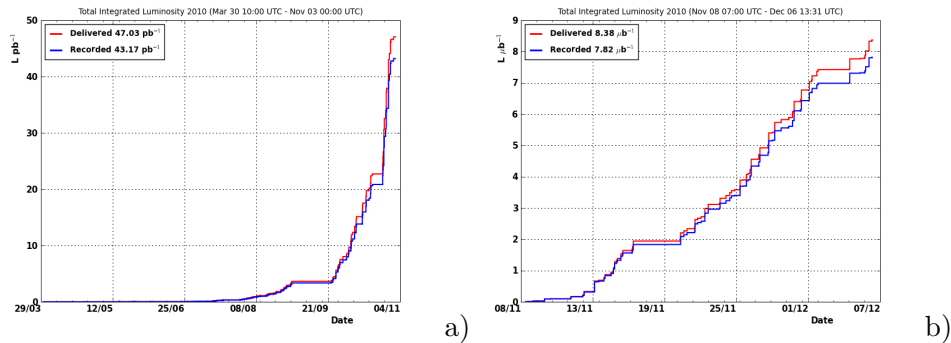 Total Integrated Luminosity 2010 (Mar 30 10:00 UTC - Nov 03 00:00 UTC)
Delivered 47.03 pb⁻¹
Recorded 43.17 pb⁻¹
L pb⁻¹
50
40
30
20
10
0
29/03 12/05 25/06 08/08 21/09 04/11
Date
a)
Total Integrated Luminosity 2010 (Nov 08 07:00 UTC - Dec 06 13:31 UTC)
Delivered 8.38 μb⁻¹
Recorded 7.82 μb⁻¹
L μb⁻¹
9
8
7
6
5
4
3
2
1
0
08/11 13/11 19/11 25/11 01/12 07/12
Date
b)